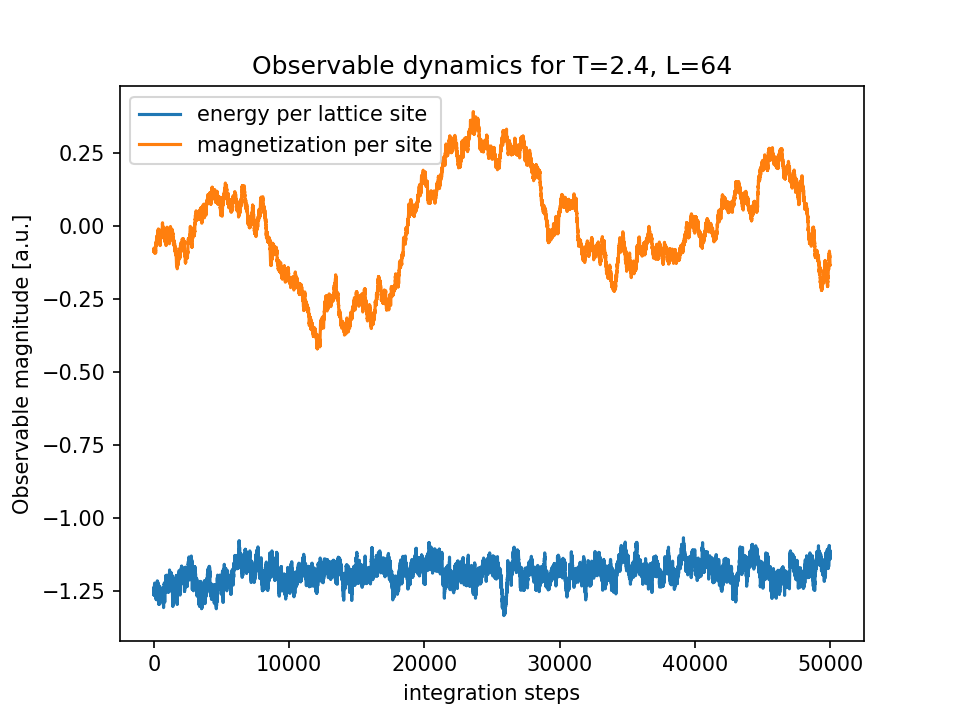 Observable dynamics for T=2.4, L=64
energy per lattice site
magnetization per site
Observable magnitude [a.u.]
0.25
0.00
−0.25
−0.50
−0.75
−1.00
−1.25
0 10000 20000 30000 40000 50000
integration steps